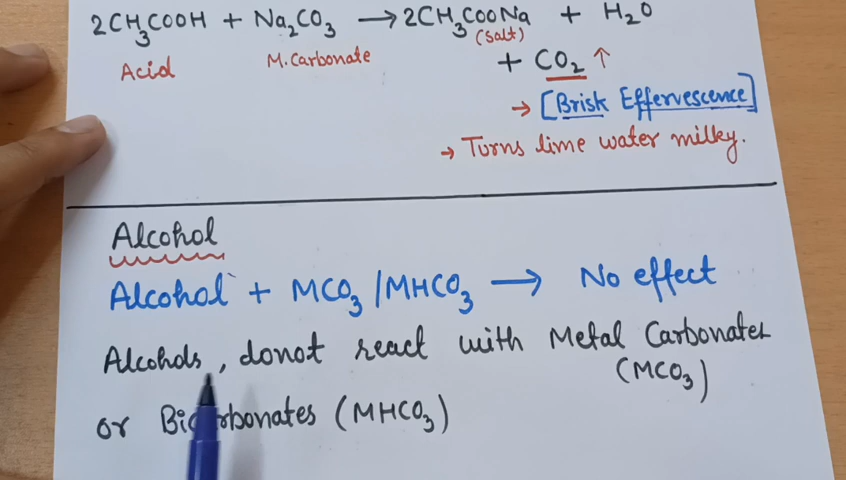 2CH₃COOH + Na₂CO₃ → 2CH₃COONa + H₂O
Acid M. Carbonate (Salt)
+ CO₂ ↑
→ [Brisk Effervescence]
→ Turns lime water milky.
Alcohol
Alcohol + MCO₃/MHCO₃ → No effect
Alcohols, donot react with Metal Carbonates
(MCO₃)
or Bicarbonates (MHCO₃)